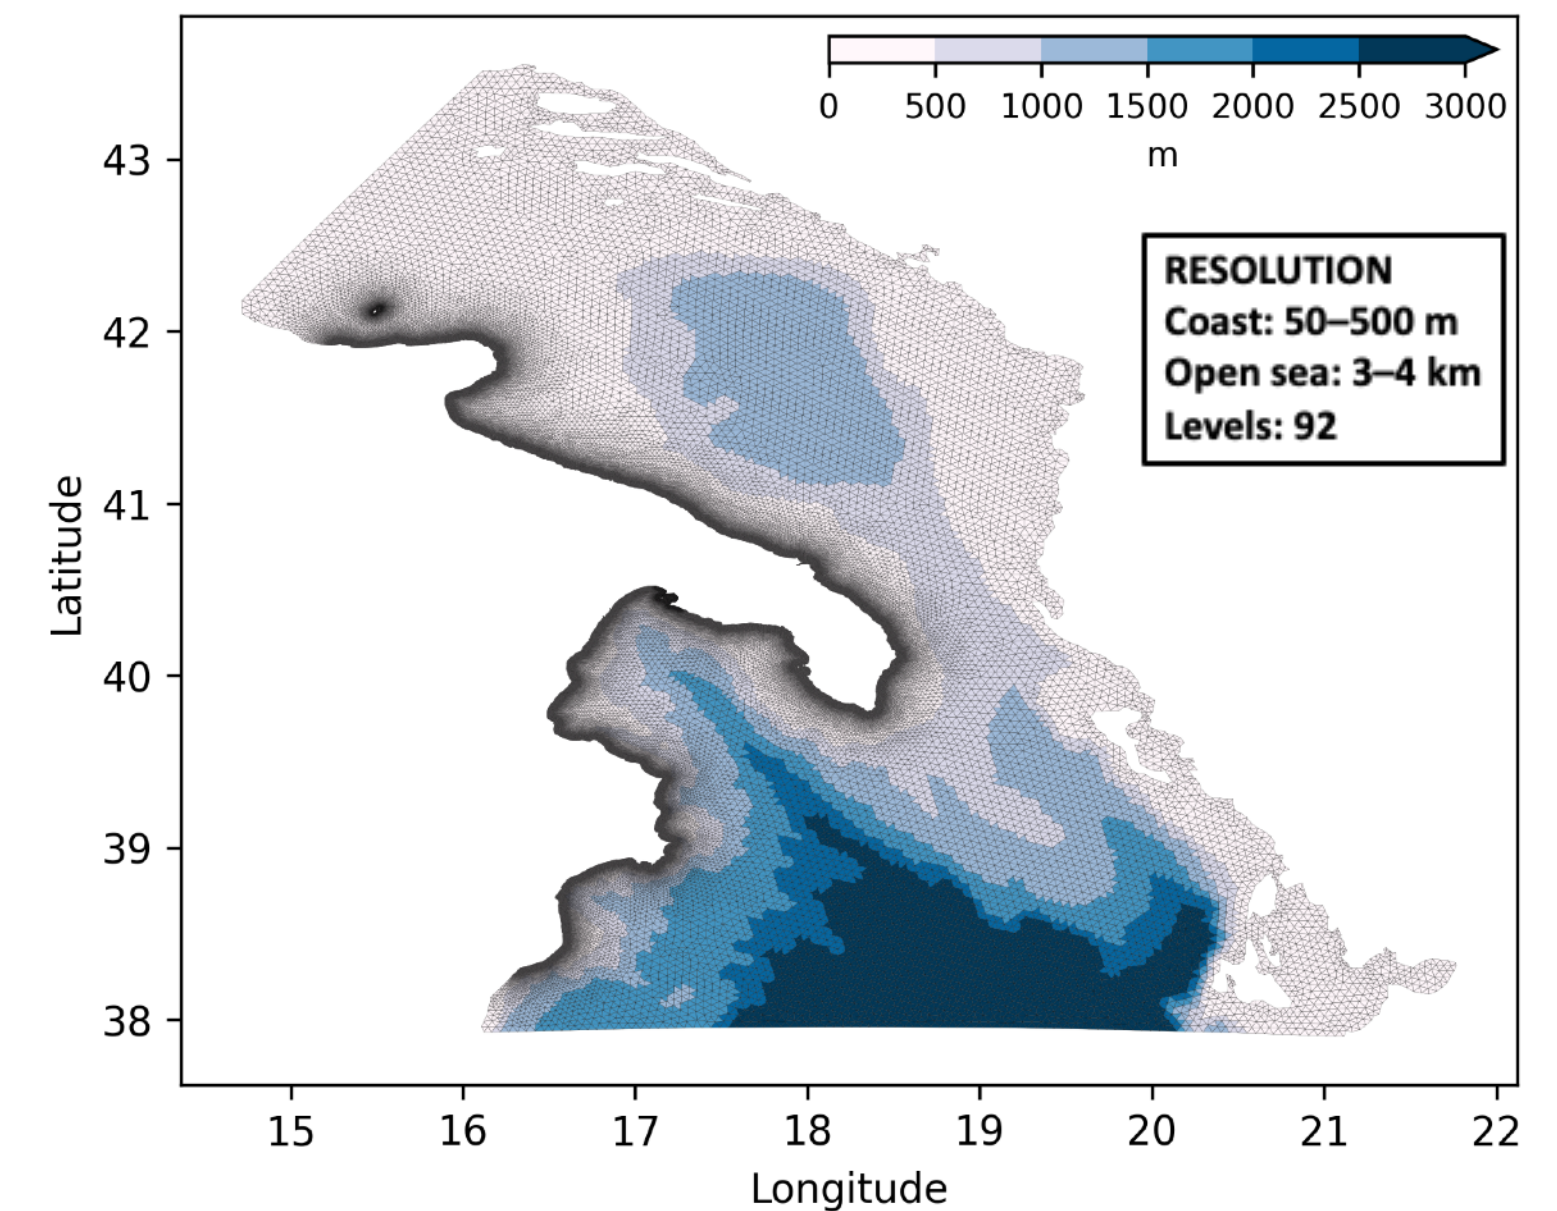 0 500 1000 1500 2000 2500 3000
m
RESOLUTION
Coast: 50–500 m
Open sea: 3–4 km
Levels: 92
43
42
41
40
39
38
Latitude
15 16 17 18 19 20 21 22
Longitude